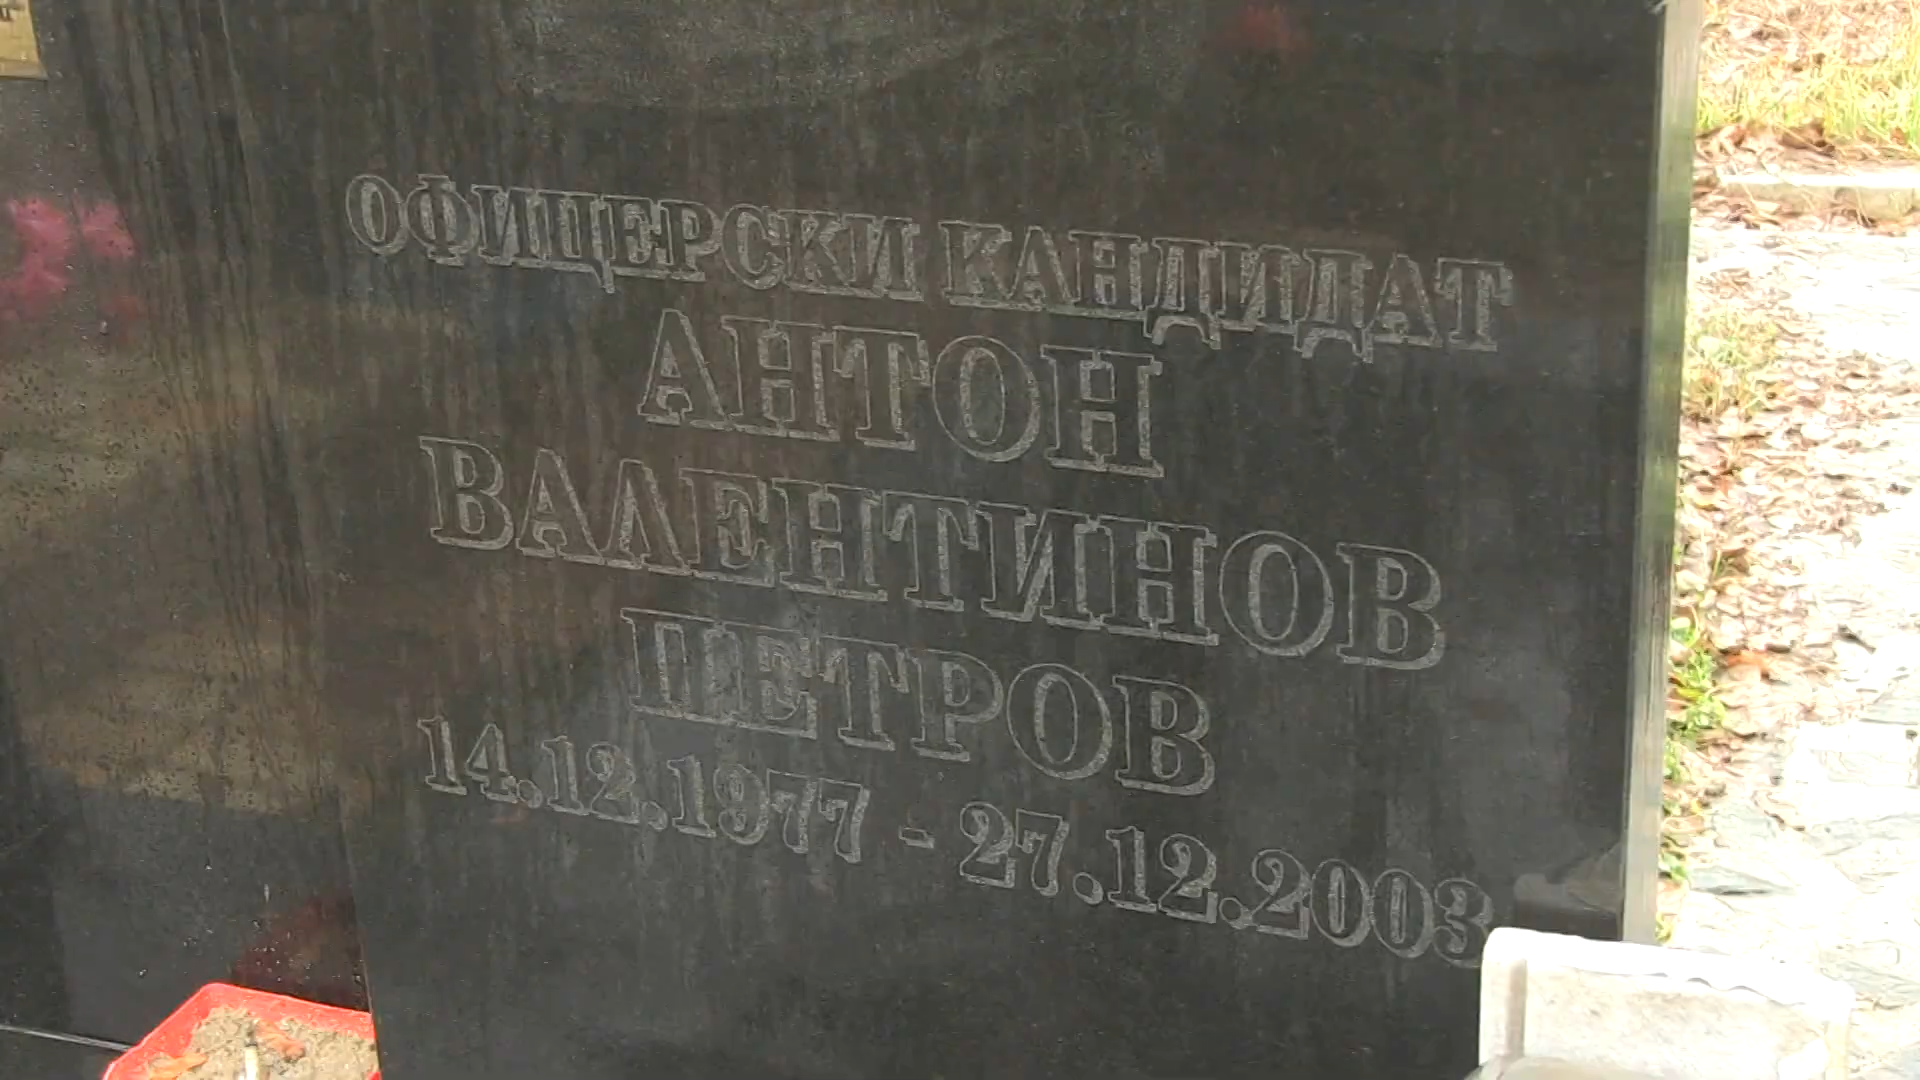 ОФИЦЕРСКИ КАНДИДАТ
АНТОН
ВАЛЕНТИНОВ
ПЕТРОВ
14.12.1977 - 27.12.2003